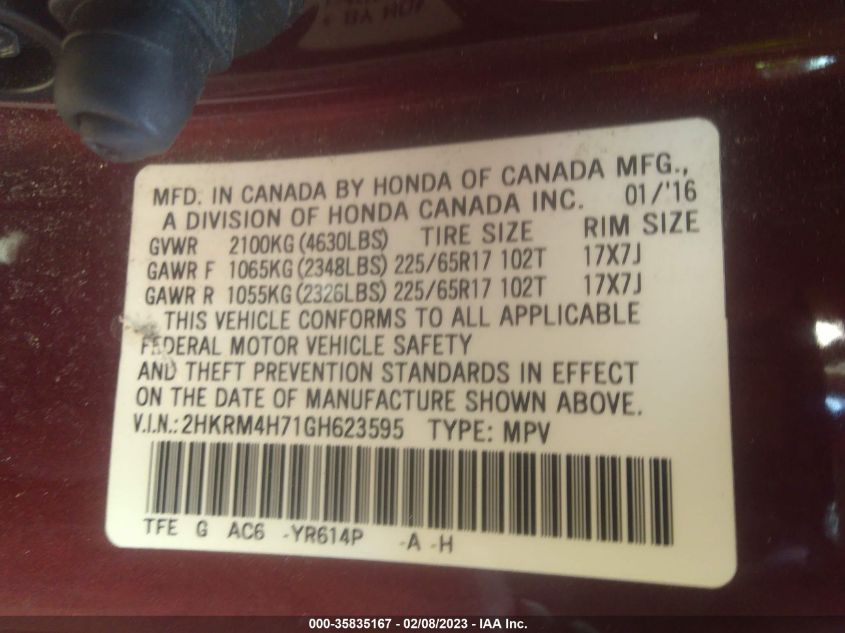 MFD. IN CANADA BY HONDA OF CANADA MFG.,
A DIVISION OF HONDA CANADA INC. 01/'16
GVWR 2100KG (4630LBS) TIRE SIZE RIM SIZE
GAWR F 1065KG (2348LBS) 225/65R17 102T 17X7J
GAWR R 1055KG (2326LBS) 225/65R17 102T 17X7J
THIS VEHICLE CONFORMS TO ALL APPLICABLE
FEDERAL MOTOR VEHICLE SAFETY
AND THEFT PREVENTION STANDARDS IN EFFECT
ON THE DATE OF MANUFACTURE SHOWN ABOVE.
V.I.N.: 2HKRM4H71GH623595 TYPE: MPV
TFE G AC6 -YR614P -A -H
000-35835167 - 02/08/2023 - IAA Inc.